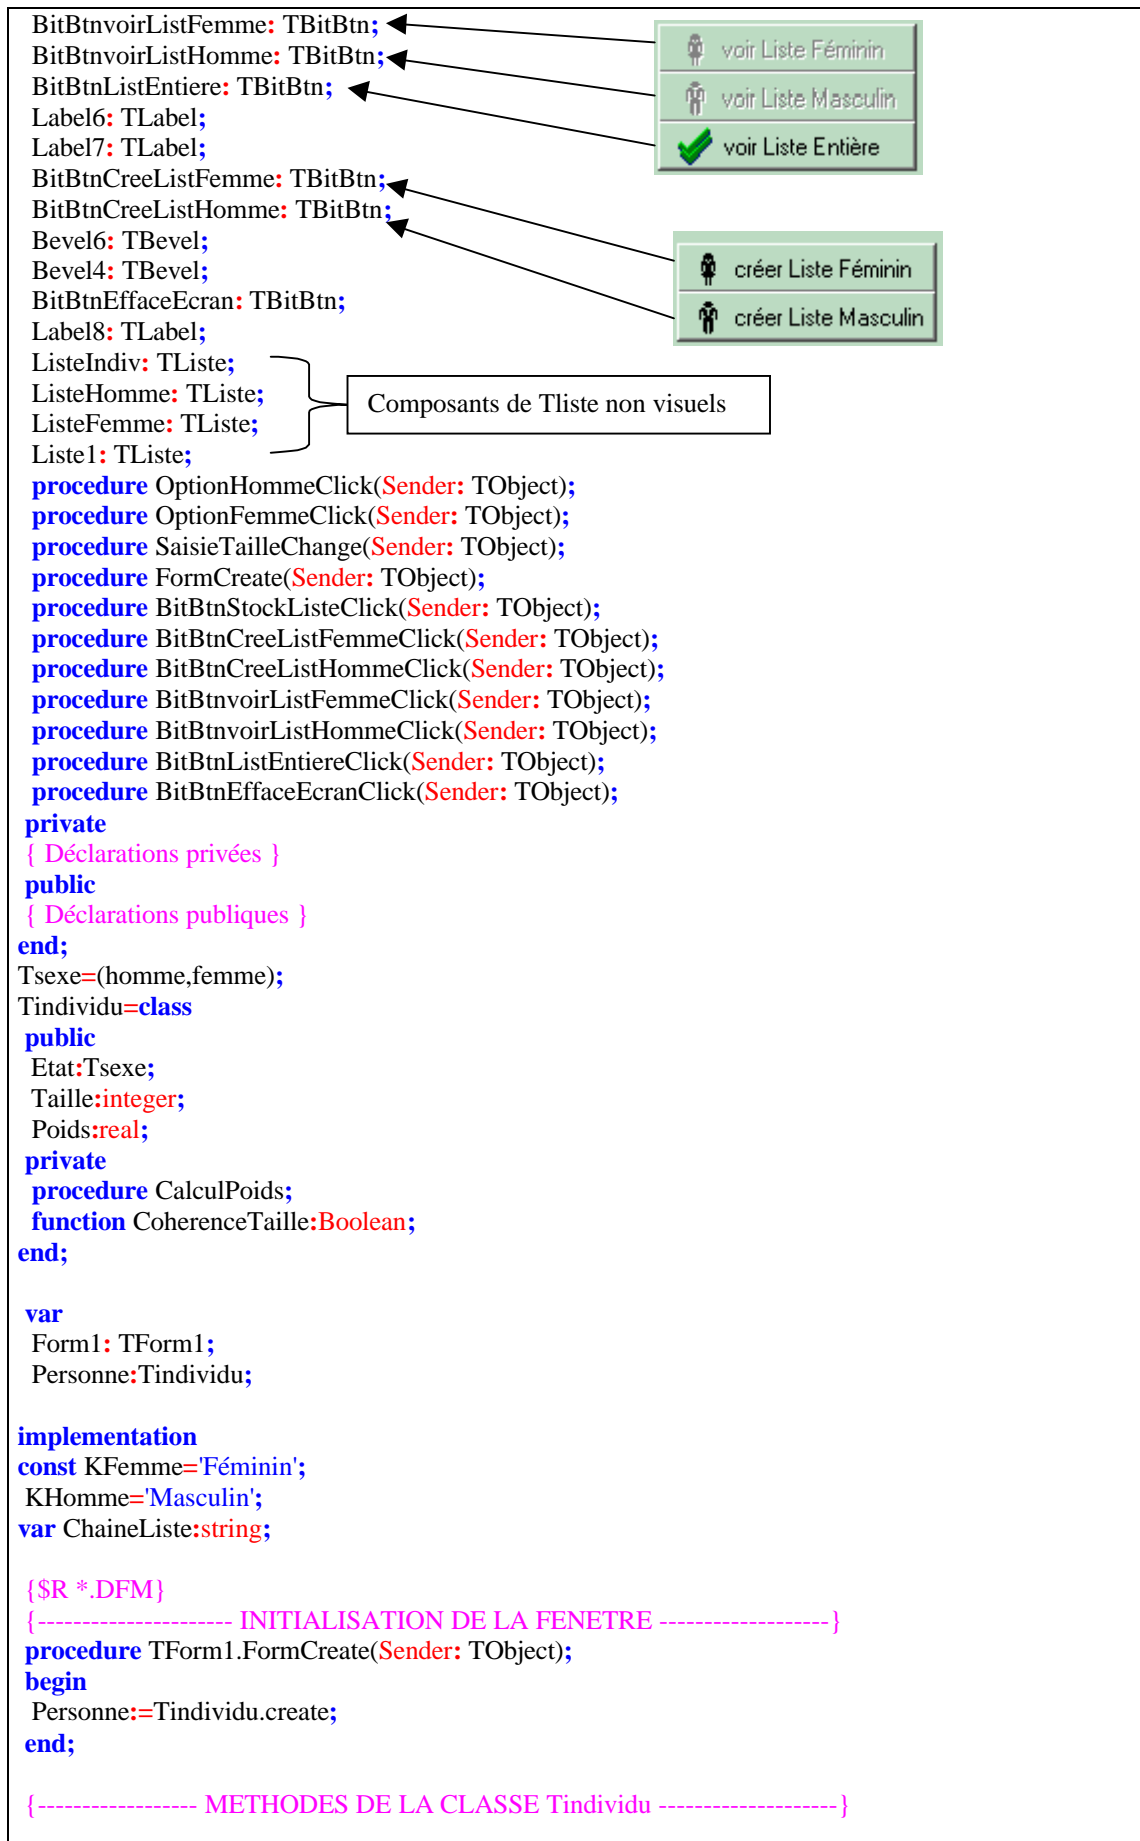 BitBtnvoirListFemme: TBitBtn;
BitBtnvoirListHomme: TBitBtn;
BitBtnListEntiere: TBitBtn;
Label6: TLabel;
Label7: TLabel;
BitBtnCreeListFemme: TBitBtn;
BitBtnCreeListHomme: TBitBtn;
Bevel6: TBevel;
Bevel4: TBevel;
BitBtnEffaceEcran: TBitBtn;
Label8: TLabel;
ListeIndiv: TListe;
ListeHomme: TListe;
ListeFemme: TListe;
Liste1: TListe;
voir Liste Féminin
voir Liste Masculin
voir Liste Entière
créer Liste Féminin
créer Liste Masculin
Composants de Tliste non visuels
procedure OptionHommeClick(Sender: TObject);
procedure OptionFemmeClick(Sender: TObject);
procedure SaisieTailleChange(Sender: TObject);
procedure FormCreate(Sender: TObject);
procedure BitBtnStockListeClick(Sender: TObject);
procedure BitBtnCreeListFemmeClick(Sender: TObject);
procedure BitBtnCreeListHommeClick(Sender: TObject);
procedure BitBtnvoirListFemmeClick(Sender: TObject);
procedure BitBtnvoirListHommeClick(Sender: TObject);
procedure BitBtnListEntiereClick(Sender: TObject);
procedure BitBtnEffaceEcranClick(Sender: TObject);
private
{ Déclarations privées }
public
{ Déclarations publiques }
end;
Tsexe=(homme,femme);
Tindividu=class
public
Etat:Tsexe;
Taille:integer;
Poids:real;
private
procedure CalculPoids;
function CoherenceTaille:Boolean;
end;
var
Form1: TForm1;
Personne:Tindividu;
implementation
const KFemme='Féminin';
KHomme='Masculin';
var ChaineListe:string;
{$R *.DFM}
{---------------------- INITIALISATION DE LA FENETRE -------------------}
procedure TForm1.FormCreate(Sender: TObject);
begin
Personne:=Tindividu.create;
end;
{------------------ METHODES DE LA CLASSE Tindividu --------------------}